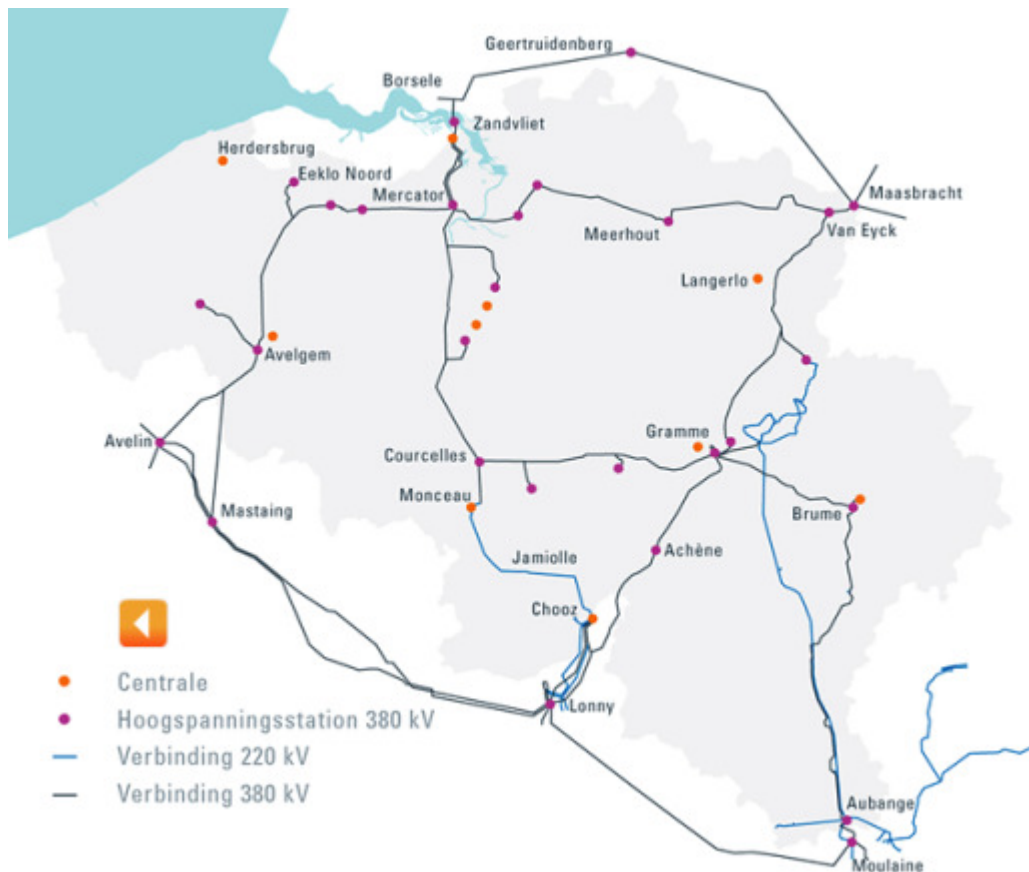 Geertruidenberg
Borsele
Zandvliet
Herdersbrug
Eeklo Noord
Mercator
Maasbracht
Meerhout
Van Eyck
Langerlo
Avelgem
Gramme
Avelin
Courcelles
Monceau
Mastaing
Brume
Achène
Jamiolle
Chooz
Centrale
Hoogspanningsstation 380 kV
Lonny
Verbinding 220 kV
Verbinding 380 kV
Aubange
Moulaine